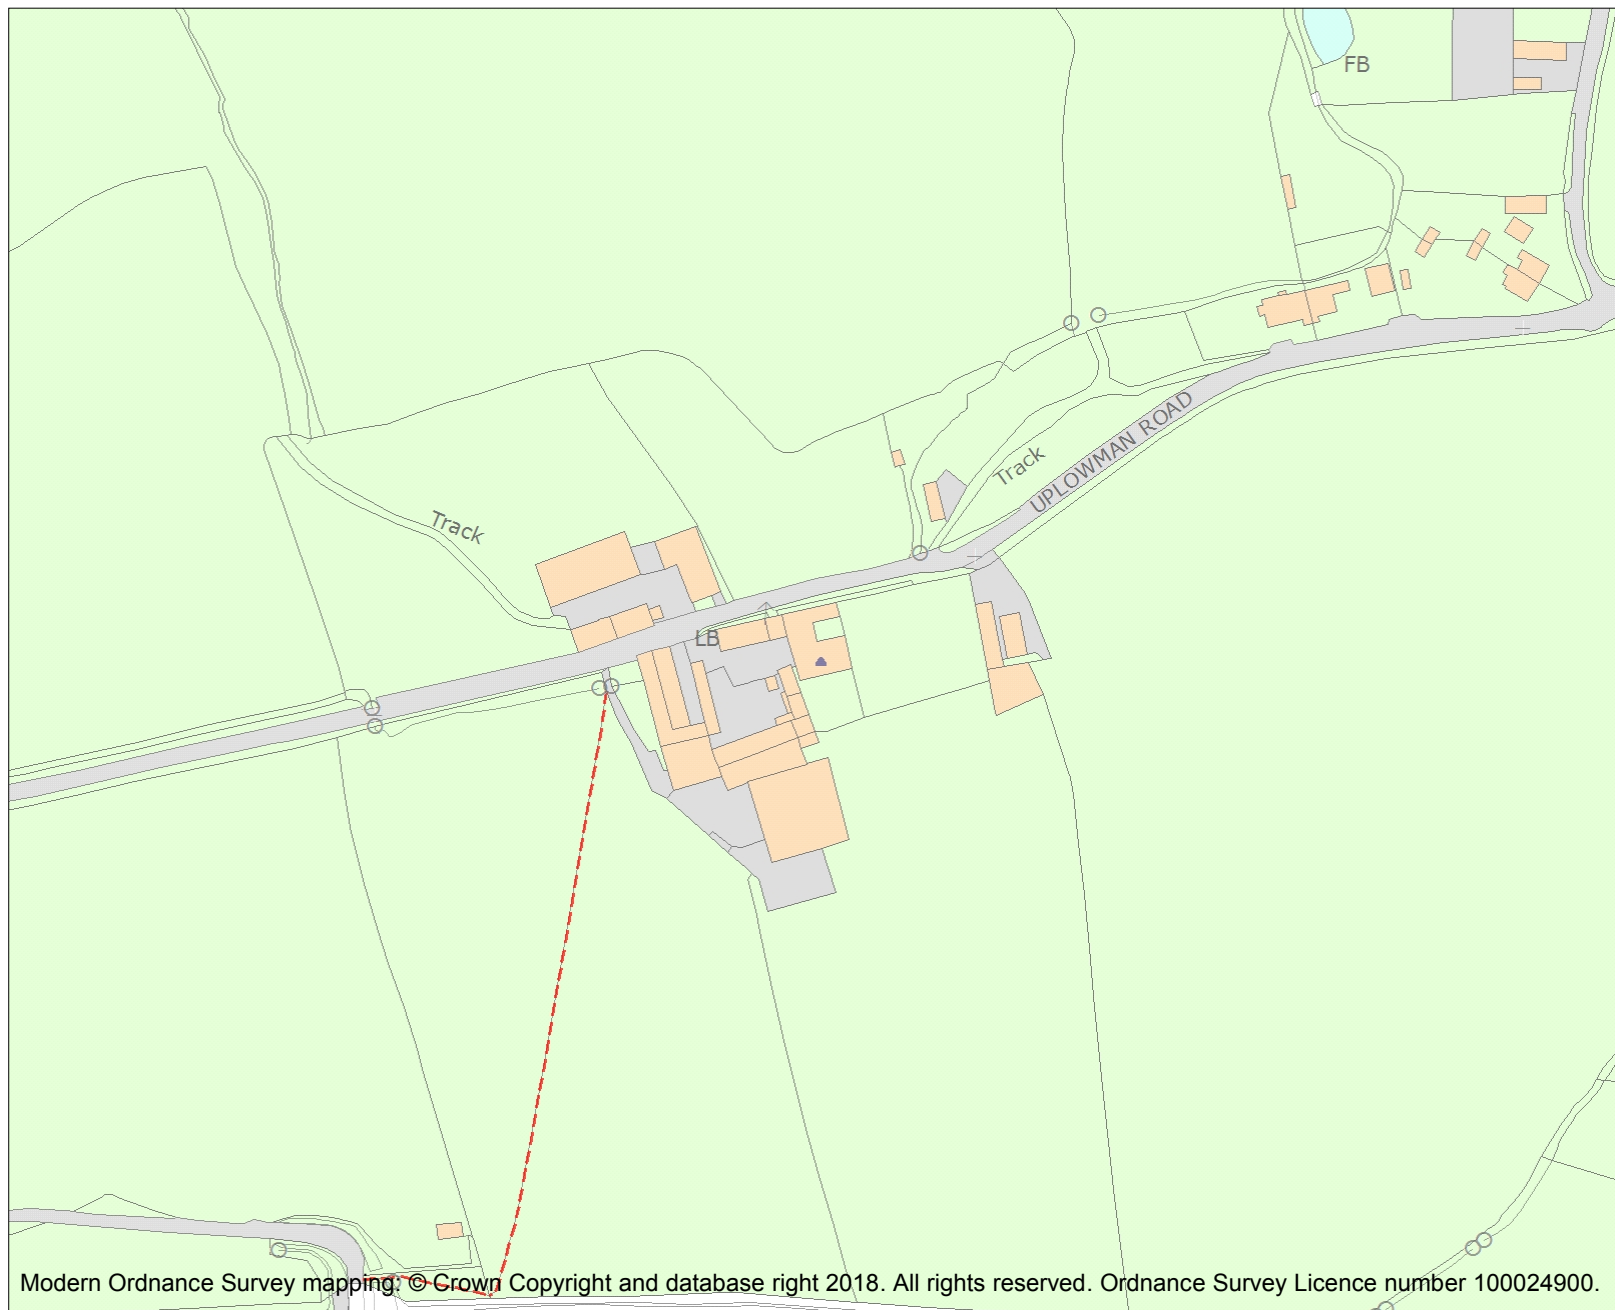 FB
UPLOWMAN ROAD
Track
Track
LB
Modern Ordnance Survey mapping: © Crown Copyright and database right 2018. All rights reserved. Ordnance Survey Licence number 100024900.